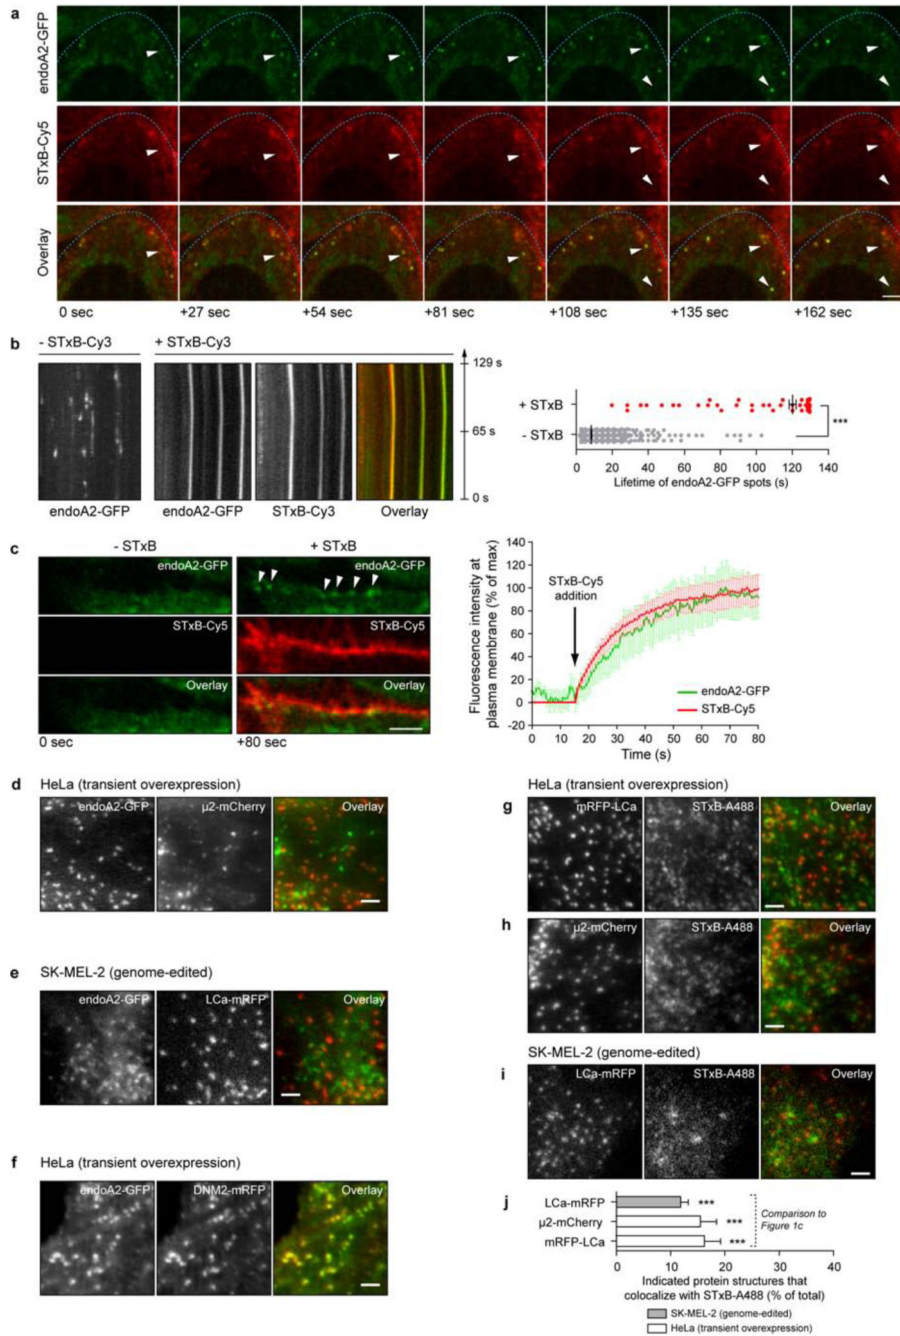 a
endoA2-GFP
STxB-Cy5
Overlay
0 sec +27 sec +54 sec +81 sec +108 sec +135 sec +162 sec
b
- STxB-Cy3 + STxB-Cy3
129 s
65 s
0 s
endoA2-GFP endoA2-GFP STxB-Cy3 Overlay
+ STxB
- STxB
***
0 20 40 60 80 100 120 140
Lifetime of endoA2-GFP spots (s)
c
- STxB + STxB
endoA2-GFP endoA2-GFP
STxB-Cy5 STxB-Cy5
Overlay Overlay
0 sec +80 sec
Fluorescence intensity at
plasma membrane (% of max)
140
120
100
80
60
40
20
0
-20
STxB-Cy5
addition
endoA2-GFP
STxB-Cy5
0 10 20 30 40 50 60 70 80
Time (s)
d HeLa (transient overexpression)
endoA2-GFP µ2-mCherry Overlay
e SK-MEL-2 (genome-edited)
endoA2-GFP LCa-mRFP Overlay
f HeLa (transient overexpression)
endoA2-GFP DNM2-mRFP Overlay
HeLa (transient overexpression)
g mRFP-LCa STxB-A488 Overlay
h µ2-mCherry STxB-A488 Overlay
SK-MEL-2 (genome-edited)
i LCa-mRFP STxB-A488 Overlay
j
LCa-mRFP ***
µ2-mCherry ***
mRFP-LCa ***
Comparison to
Figure 1c
0 10 20 30 40
Indicated protein structures that
colocalize with STxB-A488 (% of total)
SK-MEL-2 (genome-edited)
HeLa (transient overexpression)